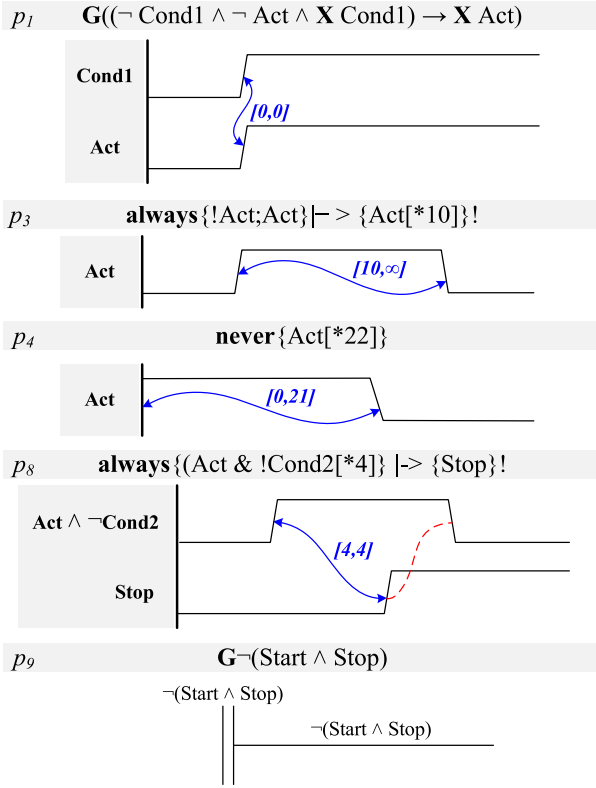 p₁ G((¬ Cond1 ∧ ¬ Act ∧ X Cond1) → X Act)
Cond1
[0,0]
Act
p₃ always{!Act;Act}|− > {Act[*10]}!
Act
[10,∞]
p₄ never{Act[*22]}
Act
[0,21]
p₈ always{(Act & !Cond2[*4]} |-> {Stop}!
Act ∧ ¬Cond2
[4,4]
Stop
p₉ G¬(Start ∧ Stop)
¬(Start ∧ Stop)
¬(Start ∧ Stop)